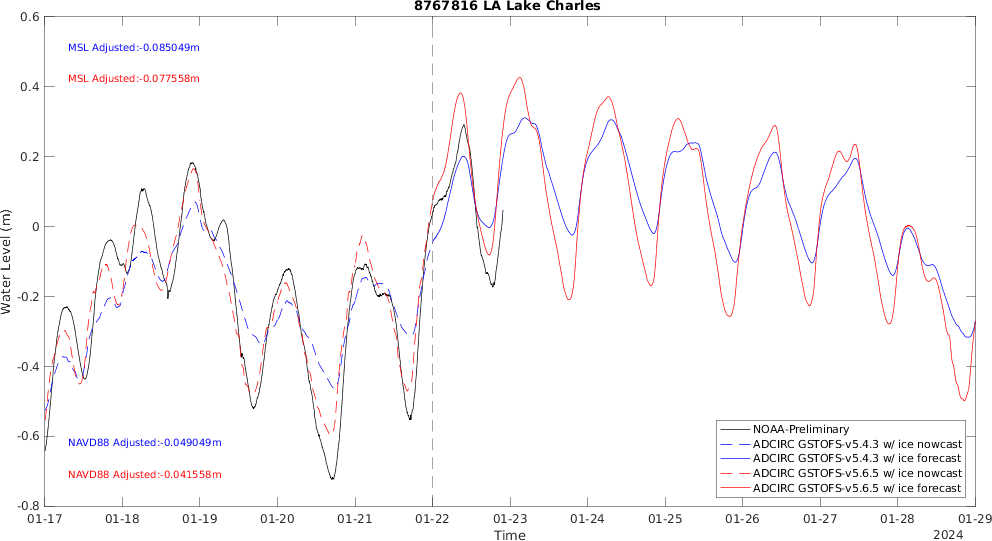 8767816 LA Lake Charles
0.6
MSL Adjusted:-0.085049m
MSL Adjusted:-0.077558m
0.4
0.2
0
-0.2
-0.4
-0.6
-0.8
Water Level (m)
NAVD88 Adjusted:-0.049049m
NAVD88 Adjusted:-0.041558m
NOAA-Preliminary
ADCIRC GSTOFS-v5.4.3 w/ ice nowcast
ADCIRC GSTOFS-v5.4.3 w/ ice forecast
ADCIRC GSTOFS-v5.6.5 w/ ice nowcast
ADCIRC GSTOFS-v5.6.5 w/ ice forecast
01-17 01-18 01-19 01-20 01-21 01-22 01-23 01-24 01-25 01-26 01-27 01-28 01-29
Time
2024